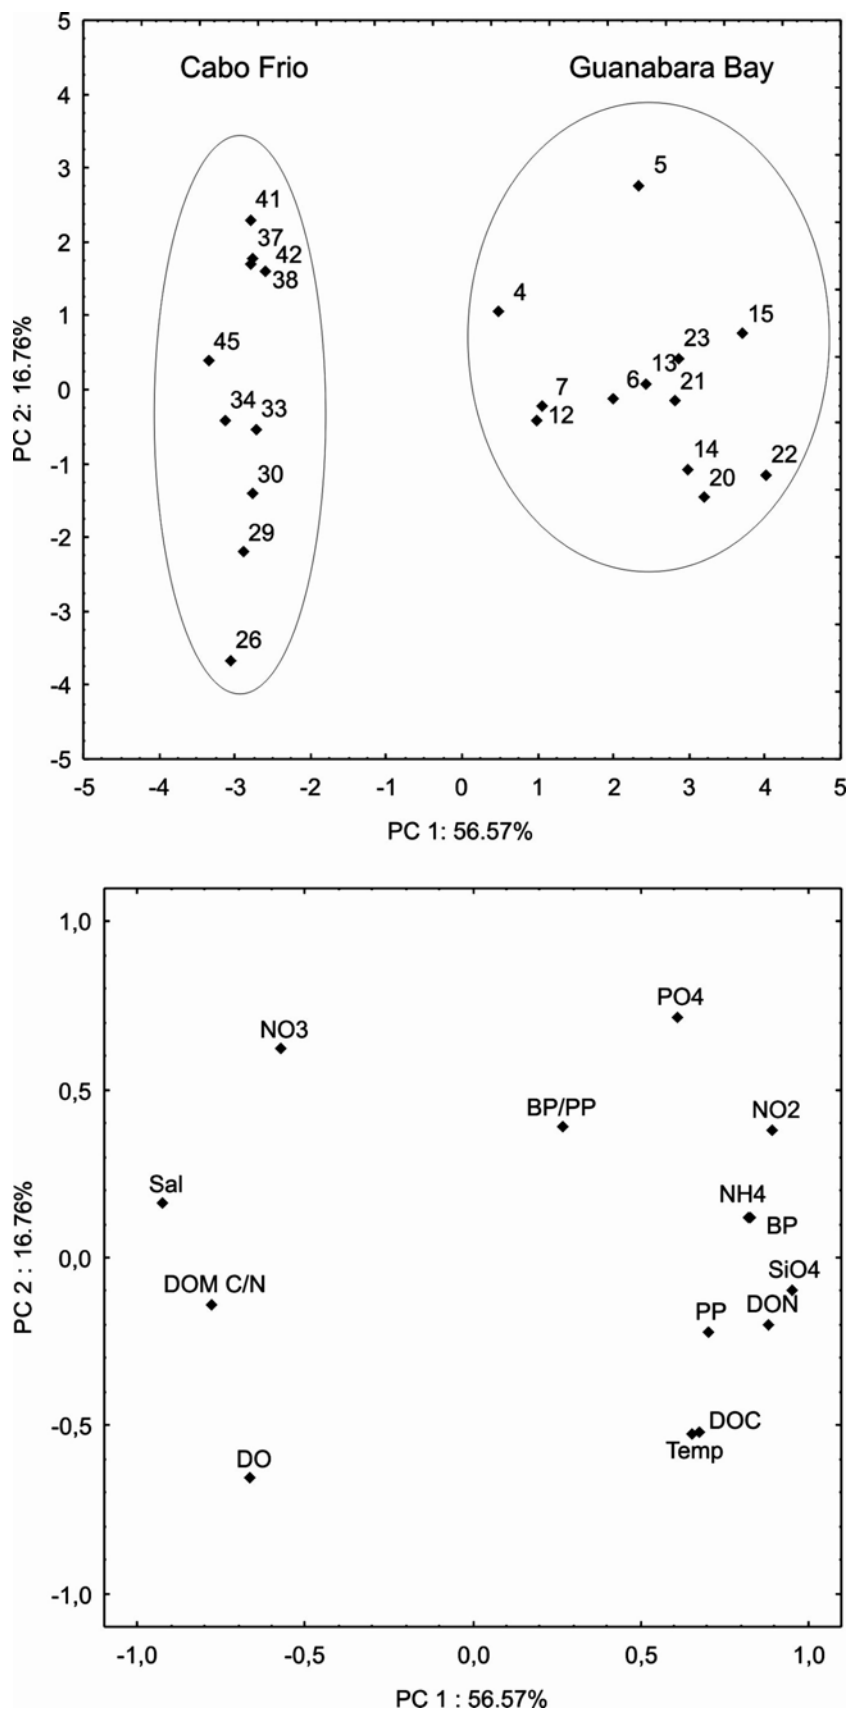 Cabo Frio Guanabara Bay
5
4
3
2
1
0
-1
-2
-3
-4
-5
PC 2: 16.76%
41
37
42
38
45
34 33
30
29
26
5
4
15
23
13
6 21
7
12
14
22
20
-5 -4 -3 -2 0 1 2 3 4 5
PC 1: 56.57%
1,0
0,5
0,0
-0,5
-1,0
PC 2 : 16.76%
PO4
NO3
BP/PP NO2
Sal
NH4
BP
SiO4
DOM C/N
DON
PP
DOC
Temp
DO
-1,0 -0,5 0,0 0,5 1,0
PC 1 : 56.57%